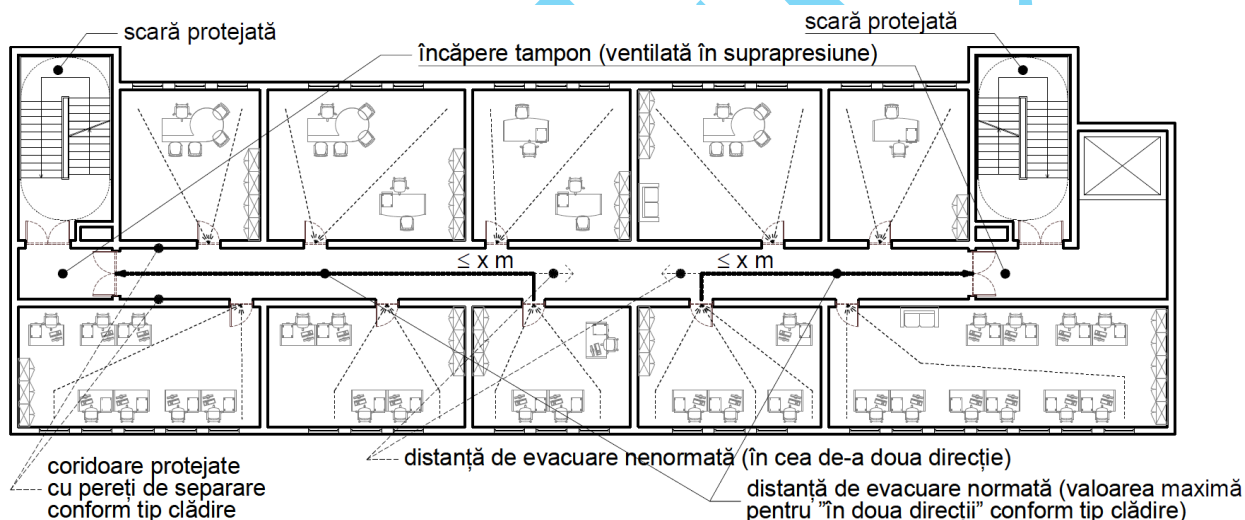 scară protejată
scară protejată
încăpere tampon (ventilată în suprapresiune)
≤ x m
≤ x m
distanță de evacuare nenormată (în cea de-a doua direcție)
coridoare protejate
cu pereți de separare
conform tip clădire
distanță de evacuare normată (valoarea maximă
pentru ”în doua direcții” conform tip clădire)